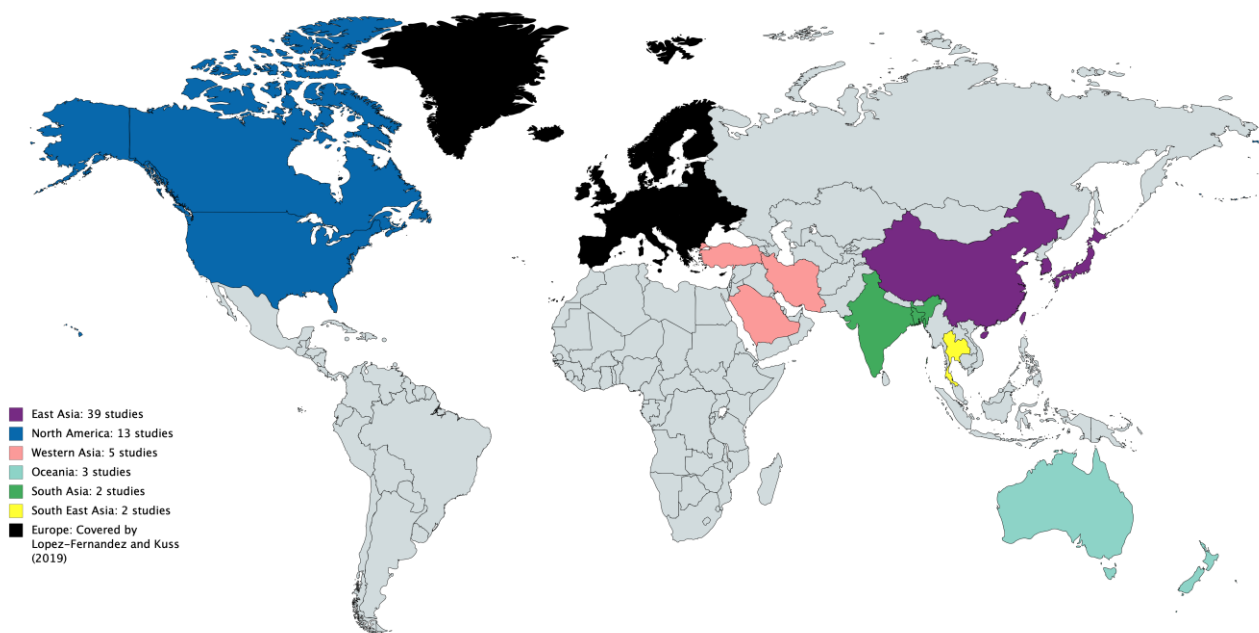 East Asia: 39 studies
North America: 13 studies
Western Asia: 5 studies
Oceania: 3 studies
South Asia: 2 studies
South East Asia: 2 studies
Europe: Covered by
Lopez-Fernandez and Kuss
(2019)